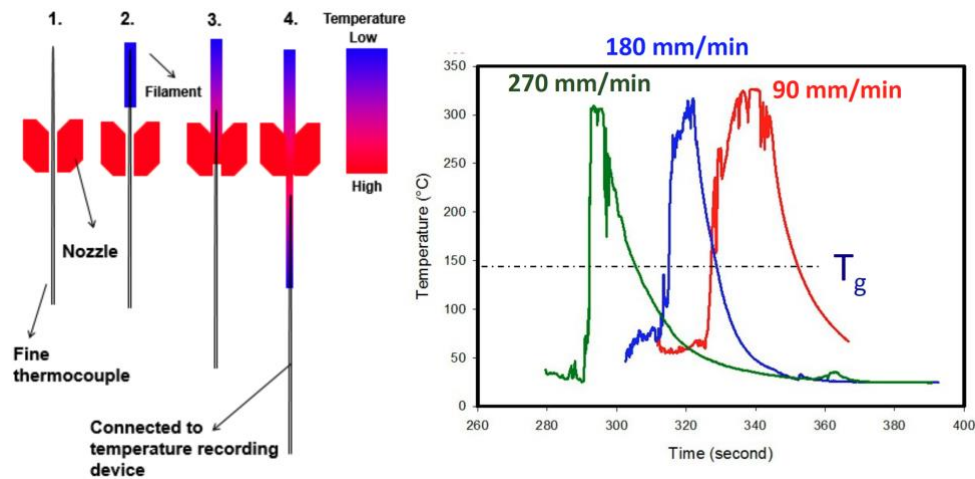 1. 2. 3. 4.
Temperature
Low
High
Filament
Nozzle
Fine
thermocouple
Connected to
temperature recording
device
180 mm/min
270 mm/min
90 mm/min
350
300
250
200
150
100
50
0
Temperature (°C)
Tg
260 280 300 320 340 360 380 400
Time (second)